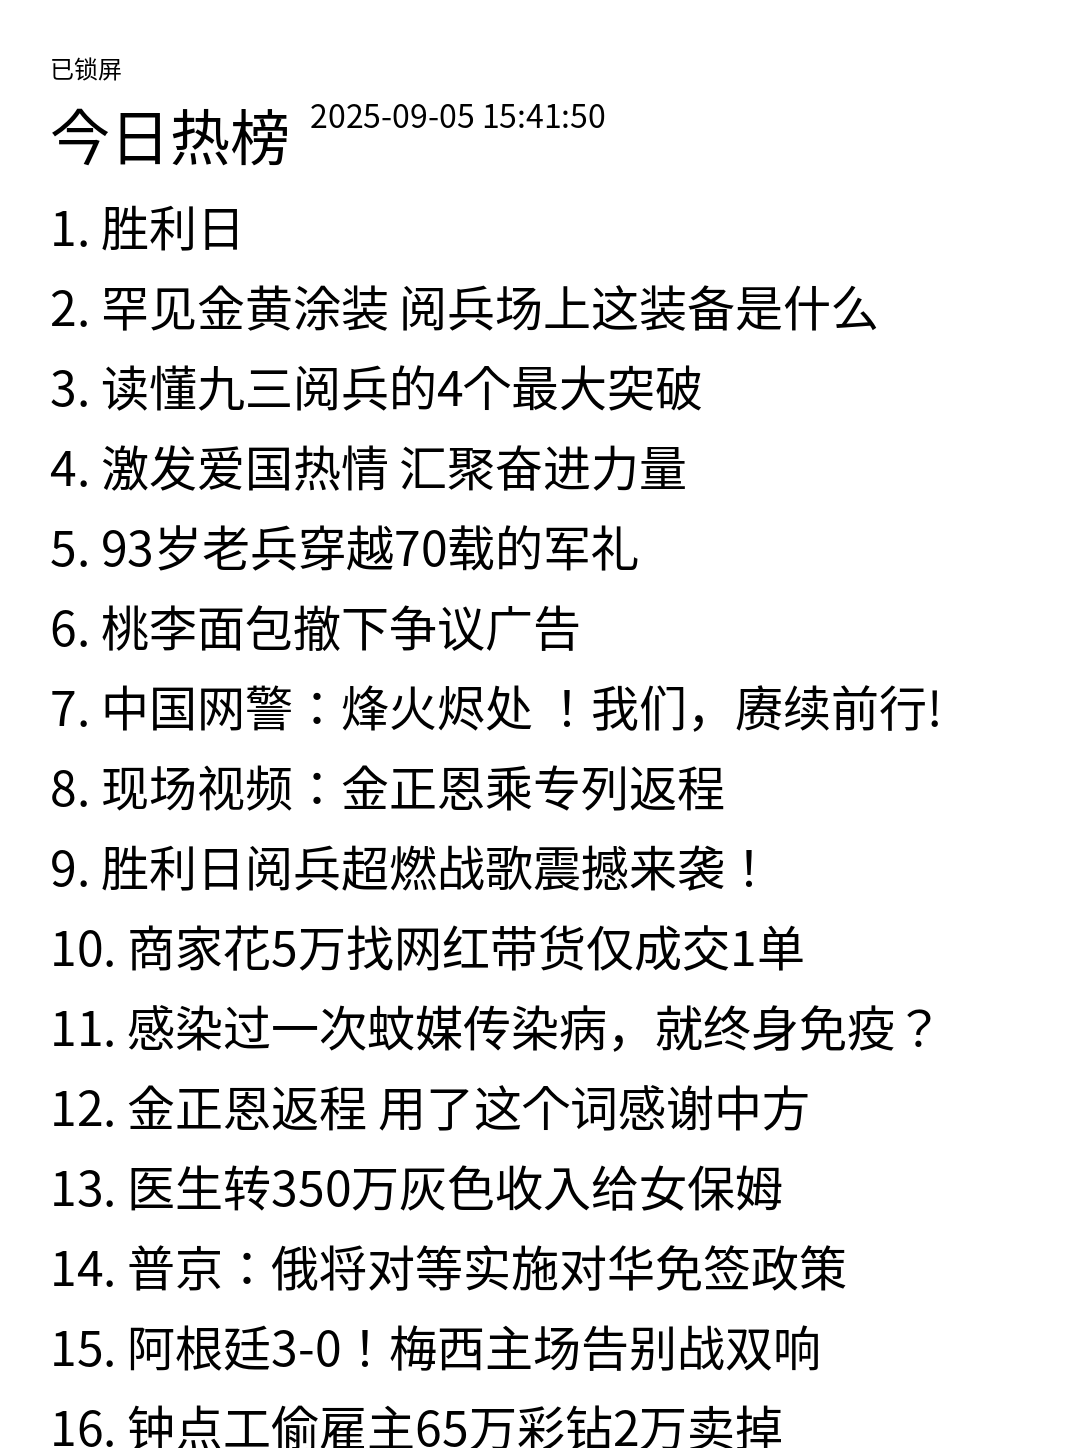 已锁屏
今日热榜 2025-09-05 15:41:50
1. 胜利日
2. 罕见金黄涂装 阅兵场上这装备是什么
3. 读懂九三阅兵的4个最大突破
4. 激发爱国热情 汇聚奋进力量
5. 93岁老兵穿越70载的军礼
6. 桃李面包撤下争议广告
7. 中国网警：烽火烬处 ！我们，赓续前行!
8. 现场视频：金正恩乘专列返程
9. 胜利日阅兵超燃战歌震撼来袭！
10. 商家花5万找网红带货仅成交1单
11. 感染过一次蚊媒传染病，就终身免疫？
12. 金正恩返程 用了这个词感谢中方
13. 医生转350万灰色收入给女保姆
14. 普京：俄将对等实施对华免签政策
15. 阿根廷3-0！梅西主场告别战双响
16. 钟点工偷雇主65万彩钻2万卖掉